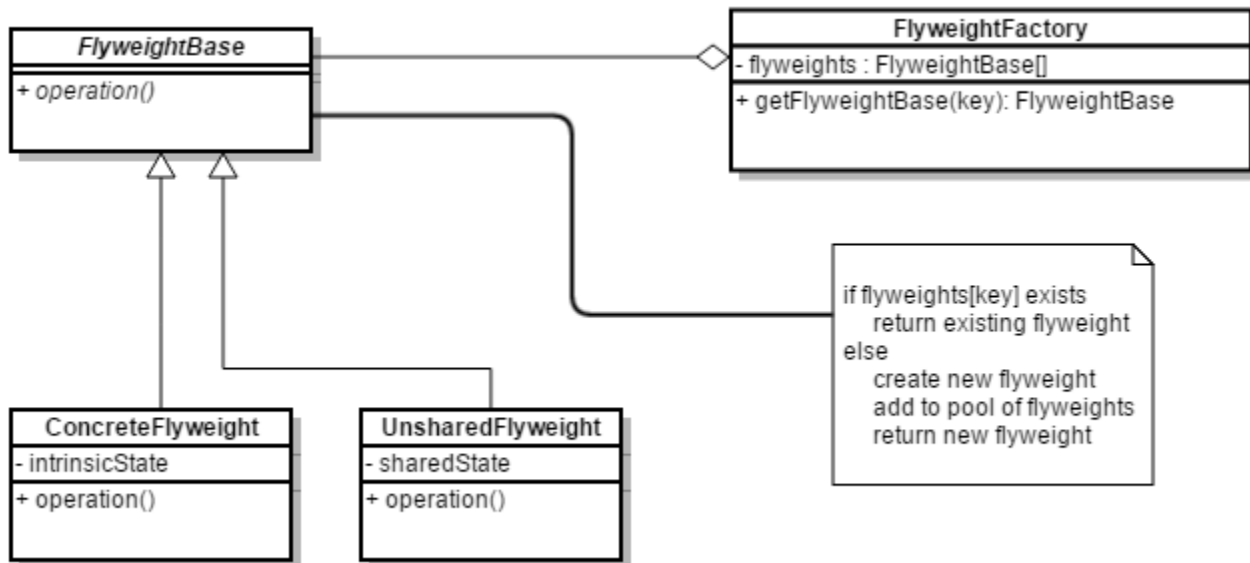 FlyweightBase
+ operation()
FlyweightFactory
- flyweights : FlyweightBase[]
+ getFlyweightBase(key): FlyweightBase
if flyweights[key] exists
return existing flyweight
else
create new flyweight
add to pool of flyweights
return new flyweight
ConcreteFlyweight
- intrinsicState
+ operation()
UnsharedFlyweight
- sharedState
+ operation()